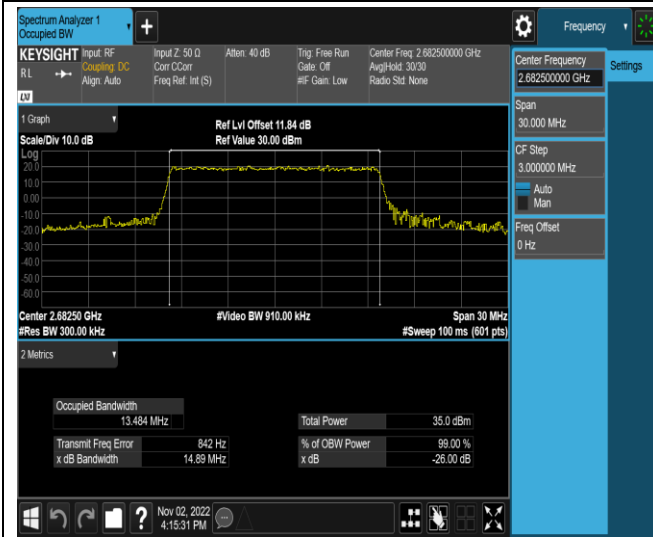 Spectrum Analyzer 1
Occupied BW
Frequency
KEYSIGHT
Input: RF
Coupling: DC
Align: Auto
Input Z: 50 Ω
Corr CCorr
Freq Ref: Int (S)
Atten: 40 dB
Trig: Free Run
Gate: Off
#IF Gain: Low
Center Freq: 2.682500000 GHz
Avg|Hold: 30/30
Radio Std: None
RL
LXI
Center Frequency
2.682500000 GHz
Settings
Span
30.000 MHz
CF Step
3.000000 MHz
Auto
Man
Freq Offset
0 Hz
1 Graph
Scale/Div 10.0 dB
Ref Lvl Offset 11.84 dB
Ref Value 30.00 dBm
Log
20.0
10.0
0.00
-10.0
-20.0
-30.0
-40.0
-50.0
-60.0
Center 2.68250 GHz
#Video BW 910.00 kHz
Span 30 MHz
#Res BW 300.00 kHz
#Sweep 100 ms (601 pts)
2 Metrics
Occupied Bandwidth
13.484 MHz
Total Power 35.0 dBm
Transmit Freq Error 842 Hz
% of OBW Power 99.00 %
x dB Bandwidth 14.89 MHz
x dB -26.00 dB
?
Nov 02, 2022
4:15:31 PM